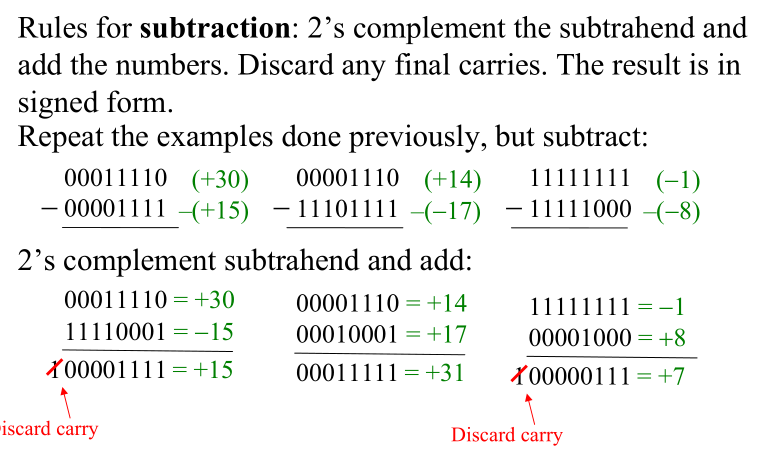 Rules for subtraction: 2’s complement the subtrahend and
add the numbers. Discard any final carries. The result is in
signed form.
Repeat the examples done previously, but subtract:
00011110 (+30) 00001110 (+14) 11111111 (–1)
– 00001111 –(+15) – 11101111 –(–17) – 11111000 –(–8)
2’s complement subtrahend and add:
00011110 = +30 00001110 = +14 11111111 = –1
11110001 = –15 00010001 = +17 00001000 = +8
100001111 = +15 00011111 = +31 100000111 = +7
iscard carry Discard carry